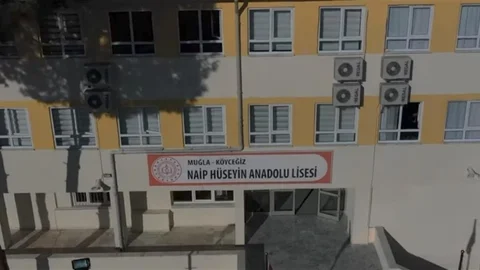 MUĞLA - KÖYCEĞİZ
NAİP HÜSEYİN ANADOLU LİSESİ